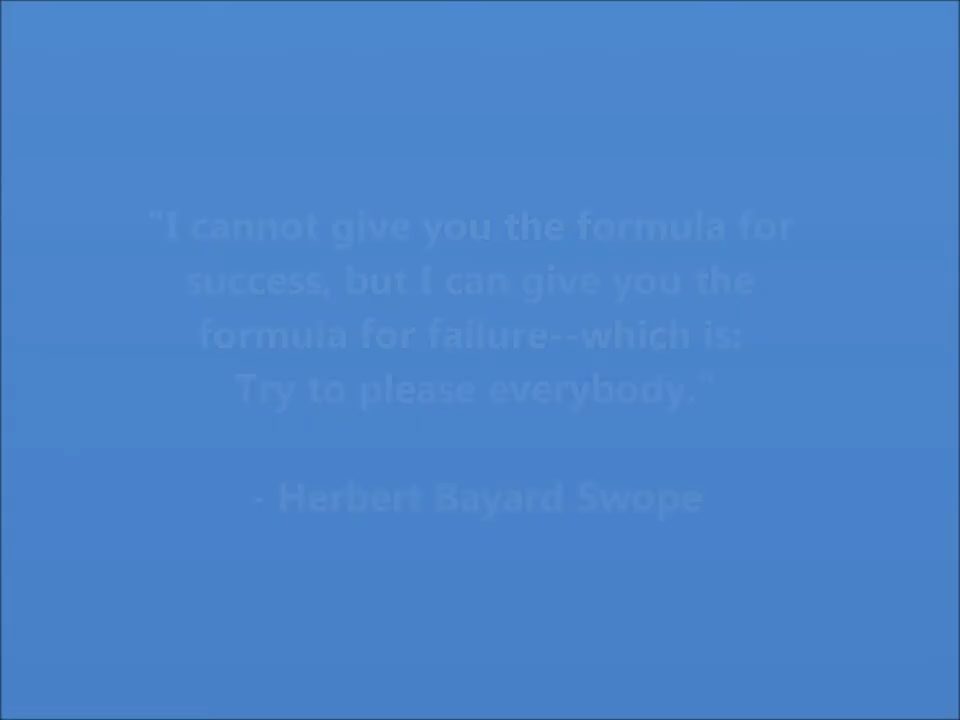 "I cannot give you the formula for
success, but I can give you the
formula for failure--which is:
Try to please everybody."
- Herbert Bayard Swope